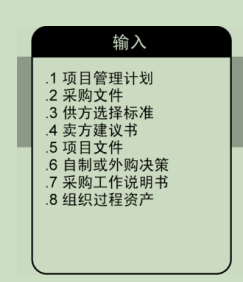 输入
.1 项目管理计划
.2 采购文件
.3 供方选择标准
.4 卖方建议书
.5 项目文件
.6 自制或外购决策
.7 采购工作说明书
.8 组织过程资产